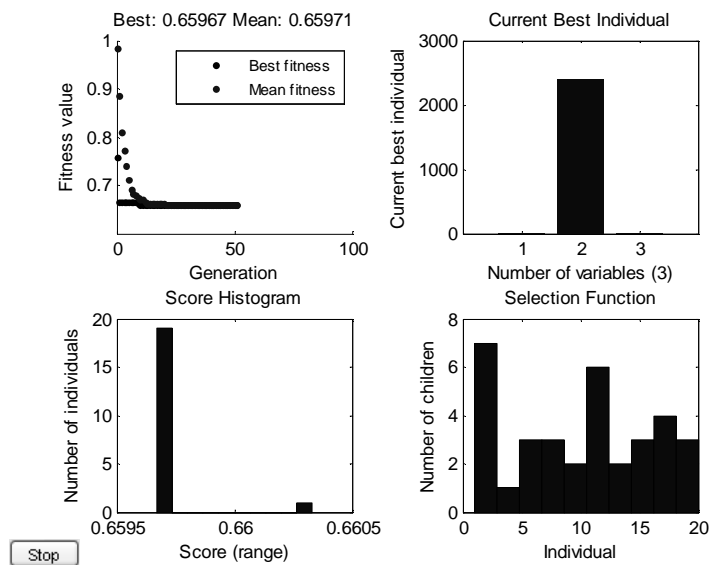 Best: 0.65967 Mean: 0.65971
1
0.9
0.8
0.7
Fitness value
Best fitness
Mean fitness
0 50 100
Generation
Current Best Individual
3000
2000
1000
0
Current best individual
1 2 3
Number of variables (3)
Score Histogram
20
15
10
5
0
Number of individuals
0.6595 0.66 0.6605
Score (range)
Selection Function
8
6
4
2
0
Number of children
0 5 10 15 20
Individual
Stop